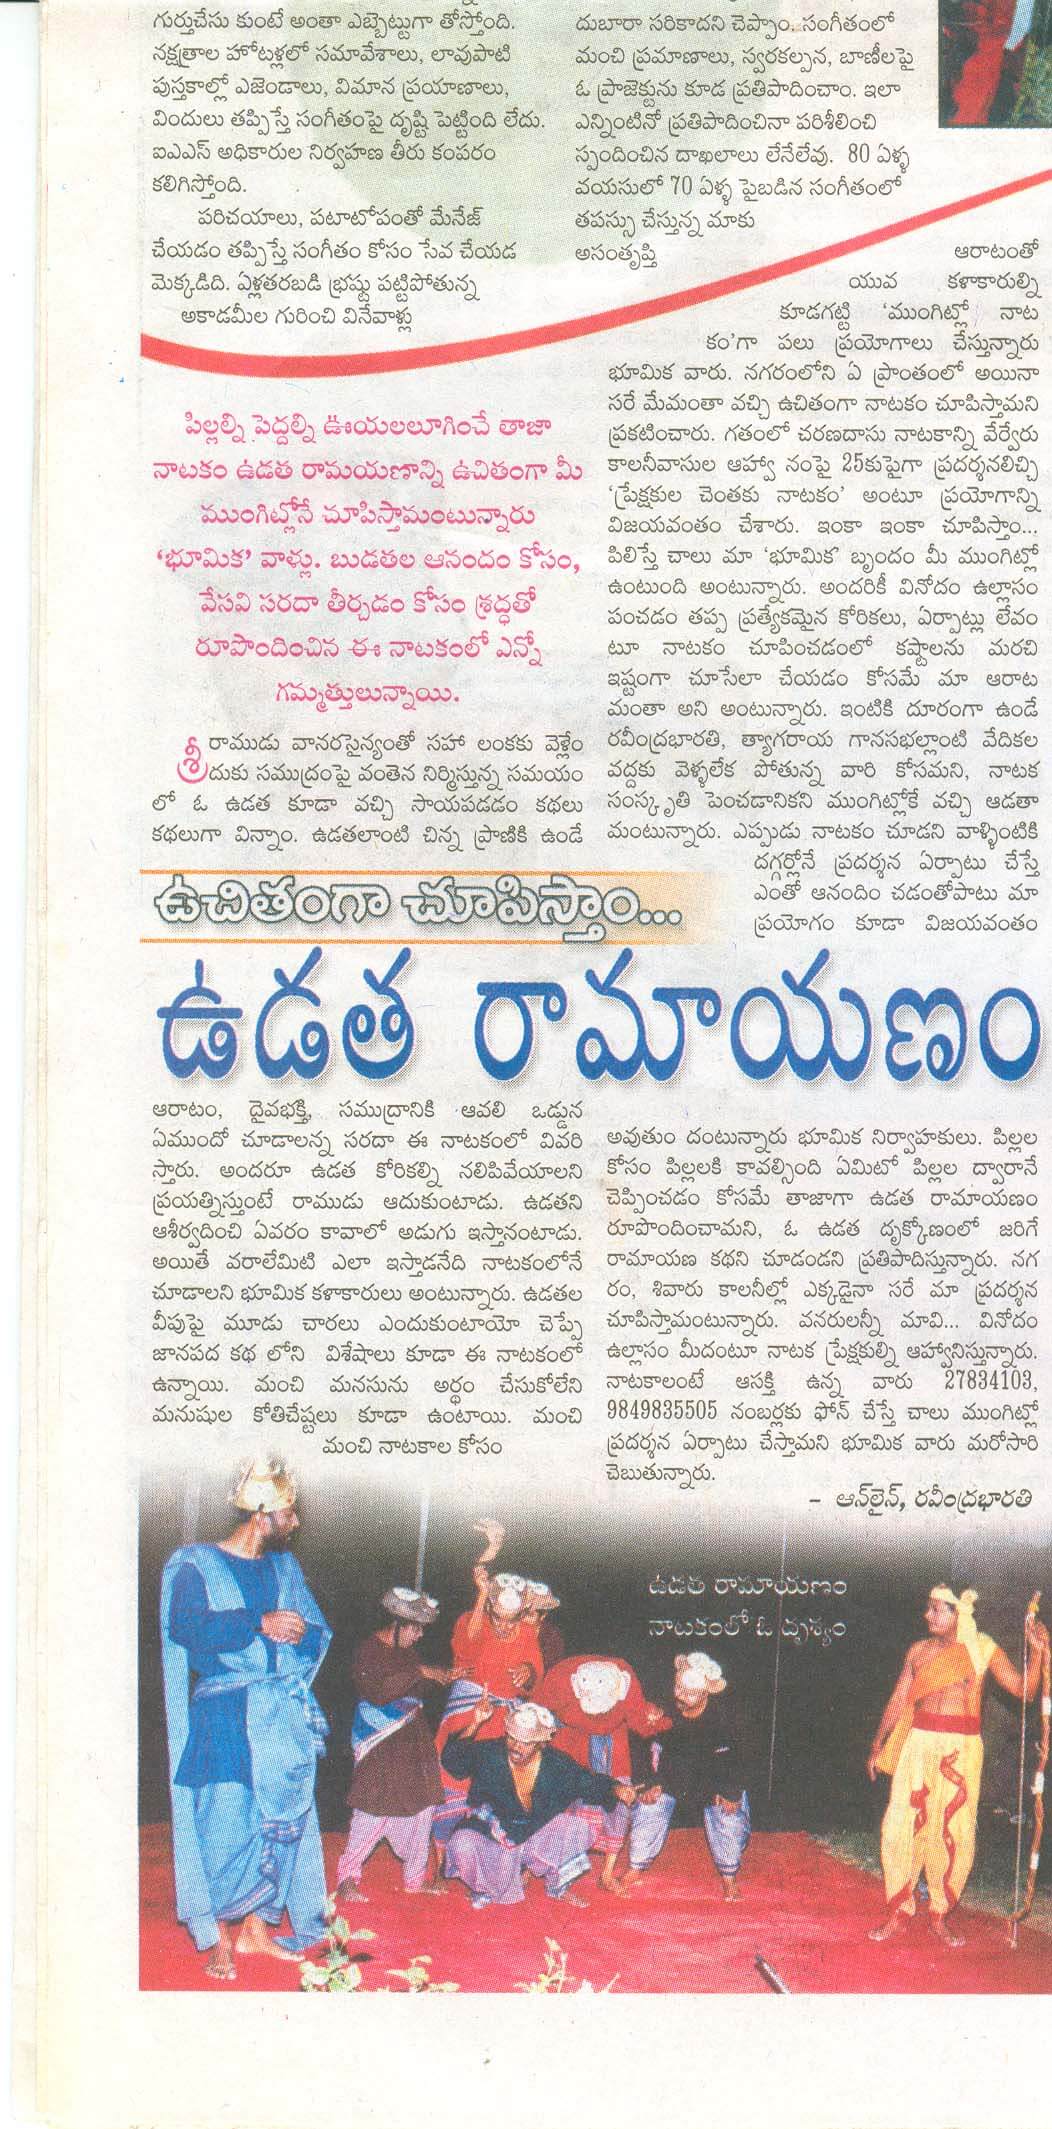 గుర్తుచేసు కుంటే అంతా ఎబ్బెట్టుగా తోస్తోంది.
నక్షత్రాల హోటళ్లలో సమావేశాలు, లావుపాటి
పుస్తకాల్లో ఎజెండాలు, విమాన ప్రయాణాలు,
విందులు తప్పిస్తే సంగీతంపై దృష్టి పెట్టింది లేదు.
ఐఎఎస్ అధికారుల నిర్వహణ తీరు కంపరం
కలిగిస్తోంది.
పరిచయాలు, పటాటోపంతో మేనేజ్
చేయడం తప్పిస్తే సంగీతం కోసం సేవ చేయడ
మెక్కడిది. ఏళ్లతరబడి భ్రష్టు పట్టిపోతున్న
అకాడమీల గురించి వినేవాళ్లు
దుబారా సరికాదని చెప్పాం. సంగీతంలో
మంచి ప్రమాణాలు, స్వరకల్పన, బాణీలపై
ఓ ప్రాజెక్టును కూడ ప్రతిపాదించాం. ఇలా
ఎన్నింటినో ప్రతిపాదించినా పరిశీలించి
స్పందించిన దాఖలాలు లేనేలేవు. 80 ఏళ్ళ
వయసులో 70 ఏళ్ళ పైబడిన సంగీతంలో
తపస్సు చేస్తున్న మాకు
అసంతృప్తి
పిల్లల్ని పెద్దల్ని ఊయలలూగించే తాజా
నాటకం ఉడత రామయణాన్ని ఉచితంగా మీ
ముంగిట్లోనే చూపిస్తామంటున్నారు
'భూమిక' వాళ్లు. బుడతల ఆనందం కోసం,
వేసవి సరదా తీర్చడం కోసం శ్రద్ధతో
రూపొందించిన ఈ నాటకంలో ఎన్నో
గమ్మత్తులున్నాయి.
శ్రీరాముడు వానరసైన్యంతో సహా లంకకు వెళ్లేం
దుకు సముద్రంపై వంతెన నిర్మిస్తున్న సమయం
లో ఓ ఉడత కూడా వచ్చి సాయపడడం కథలు
కథలుగా విన్నాం. ఉడతలాంటి చిన్న ప్రాణికి ఉండే
ఉచితంగా చూపిస్తాం...
ఉడత రామాయణం
ఆరాటం, దైవభక్తి, సముద్రానికి ఆవలి ఒడ్డున
ఏముందో చూడాలన్న సరదా ఈ నాటకంలో వివరి
స్తారు. అందరూ ఉడత కోరికల్ని నలిపివేయాలని
ప్రయత్నిస్తుంటే రాముడు ఆదుకుంటాడు. ఉడతని
ఆశీర్వదించి ఏవరం కావాలో అడుగు ఇస్తానంటాడు.
అయితే వరాలేమిటి ఎలా ఇస్తాడనేది నాటకంలోనే
చూడాలని భూమిక కళాకారులు అంటున్నారు. ఉడతల
వీపుపై మూడు చారలు ఎందుకుంటాయో చెప్పే
జానపద కథ లోని విశేషాలు కూడా ఈ నాటకంలో
ఉన్నాయి. మంచి మనసును అర్థం చేసుకోలేని
మనుషుల కోతిచేష్టలు కూడా ఉంటాయి. మంచి
మంచి నాటకాల కోసం
ఆరాటంతో
యువ కళాకారుల్ని
కూడగట్టి 'ముంగిట్లో నాట
కం'గా పలు ప్రయోగాలు చేస్తున్నారు
భూమిక వారు. నగరంలోని ఏ ప్రాంతంలో అయినా
సరే మేమంతా వచ్చి ఉచితంగా నాటకం చూపిస్తామని
ప్రకటించారు. గతంలో చరణదాసు నాటకాన్ని వేర్వేరు
కాలనీవాసుల ఆహ్వా నంపై 25కుపైగా ప్రదర్శనలిచ్చి
'ప్రేక్షకుల చెంతకు నాటకం' అంటూ ప్రయోగాన్ని
విజయవంతం చేశారు. ఇంకా ఇంకా చూపిస్తాం...
పిలిస్తే చాలు మా 'భూమిక' బృందం మీ ముంగిట్లో
ఉంటుంది అంటున్నారు. అందరికీ వినోదం ఉల్లాసం
పంచడం తప్ప ప్రత్యేకమైన కోరికలు, ఏర్పాట్లు లేవం
టూ నాటకం చూపించడంలో కష్టాలను మరచి
ఇష్టంగా చూసేలా చేయడం కోసమే మా ఆరాట
మంతా అని అంటున్నారు. ఇంటికి దూరంగా ఉండే
రవీంద్రభారతి, త్యాగరాయ గానసభల్లాంటి వేదికల
వద్దకు వెళ్ళలేక పోతున్న వారి కోసమని, నాటక
సంస్కృతి పెంచడానికని ముంగిట్లోకే వచ్చి ఆడతా
మంటున్నారు. ఎప్పుడు నాటకం చూడని వాళ్ళింటికి
దగ్గర్లోనే ప్రదర్శన ఏర్పాటు చేస్తే
ఎంతో ఆనందిం చడంతోపాటు మా
ప్రయోగం కూడా విజయవంతం
అవుతుం దంటున్నారు భూమిక నిర్వాహకులు. పిల్లల
కోసం పిల్లలకి కావల్సింది ఏమిటో పిల్లల ద్వారానే
చెప్పించడం కోసమే తాజాగా ఉడత రామాయణం
రూపొందించామని, ఓ ఉడత దృక్కోణంలో జరిగే
రామాయణ కథని చూడండని ప్రతిపాదిస్తున్నారు. నగ
రం, శివారు కాలనీల్లో ఎక్కడైనా సరే మా ప్రదర్శన
చూపిస్తామంటున్నారు. వనరులన్నీ మావి... వినోదం
ఉల్లాసం మీదంటూ నాటక ప్రేక్షకుల్ని ఆహ్వానిస్తున్నారు.
నాటకాలంటే ఆసక్తి ఉన్న వారు 27834103,
9849835505 నంబర్లకు ఫోన్ చేస్తే చాలు ముంగిట్లో
ప్రదర్శన ఏర్పాటు చేస్తామని భూమిక వారు మరోసారి
చెబుతున్నారు.
– ఆన్‌లైన్, రవీంద్రభారతి
ఉడత రామాయణం
నాటకంలో ఓ దృశ్యం